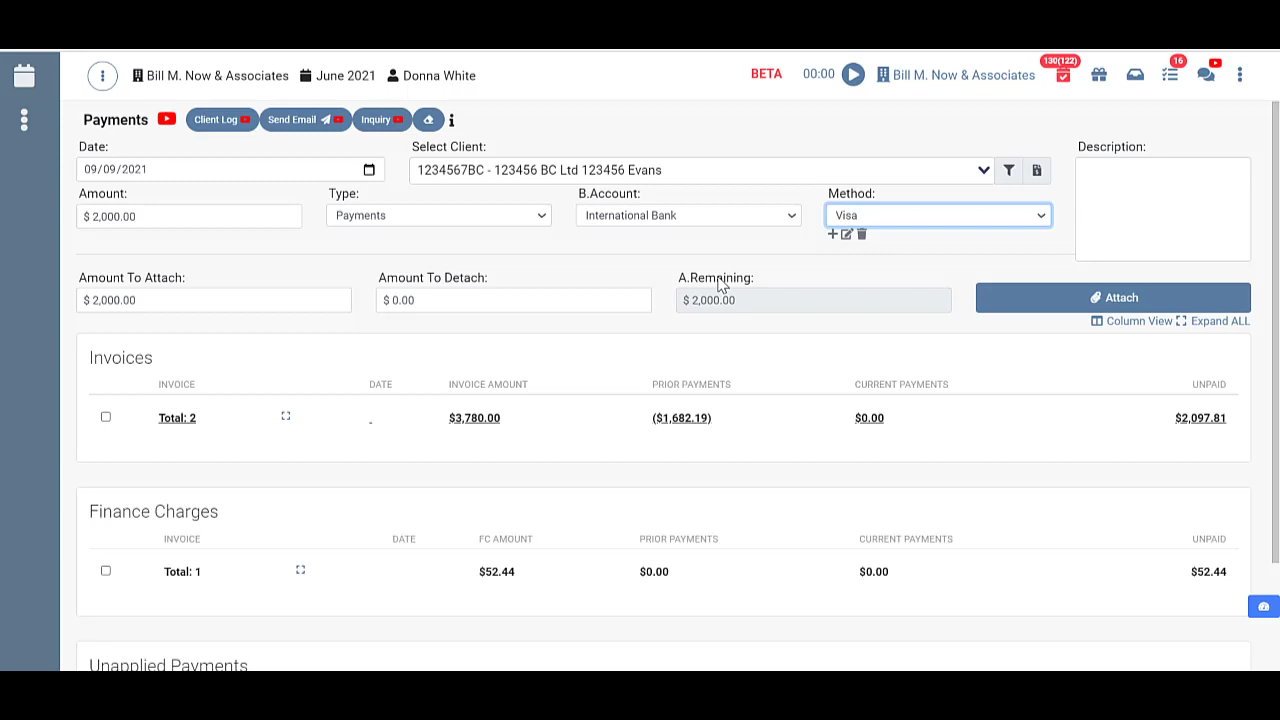 Bill M. Now & Associates June 2021 Donna White BETA 00:00 Bill M. Now & Associates 130(122) 16
Payments Client Log Send Email Inquiry
Date: Select Client: Description:
09/09/2021 1234567BC - 123456 BC Ltd 123456 Evans
Amount: Type: B.Account: Method:
$ 2,000.00 Payments International Bank Visa
Amount To Attach: Amount To Detach: A.Remaining:
$ 2,000.00 $ 0.00 $ 2,000.00 Attach
Column View Expand ALL
Invoices
INVOICE DATE INVOICE AMOUNT PRIOR PAYMENTS CURRENT PAYMENTS UNPAID
Total: 2 - $3,780.00 ($1,682.19) $0.00 $2,097.81
Finance Charges
INVOICE DATE FC AMOUNT PRIOR PAYMENTS CURRENT PAYMENTS UNPAID
Total: 1 $52.44 $0.00 $0.00 $52.44
Unapplied Payments